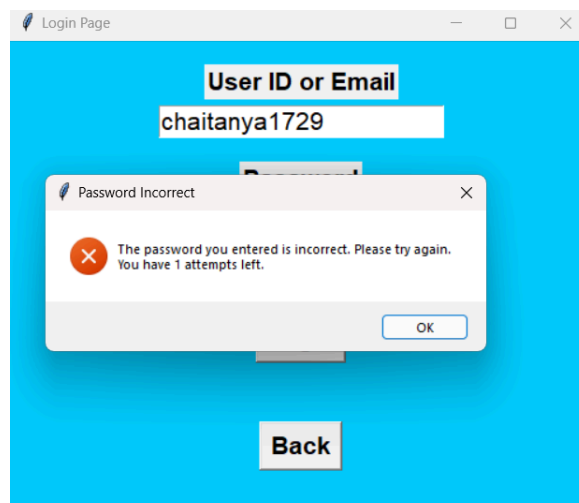 Login Page
User ID or Email
chaitanya1729
Password Incorrect
The password you entered is incorrect. Please try again.
You have 1 attempts left.
OK
Back